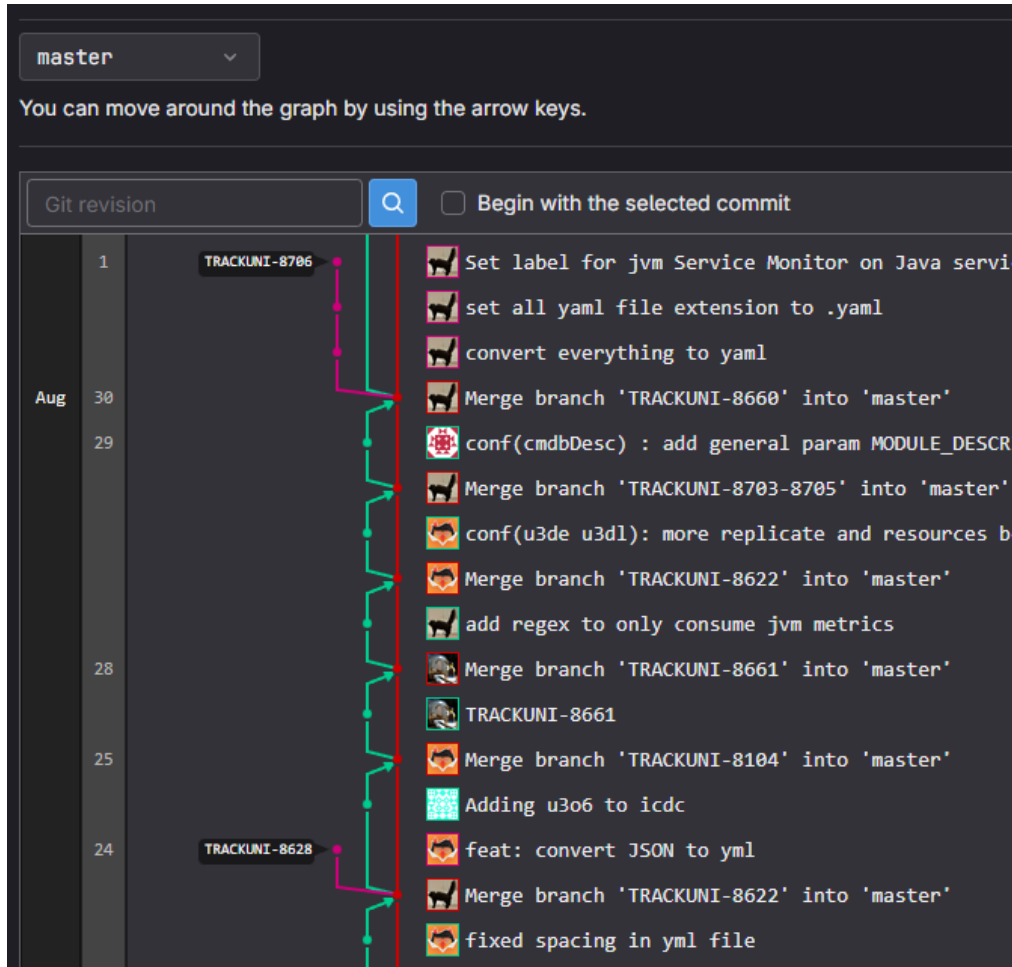 master
You can move around the graph by using the arrow keys.
Git revision
Begin with the selected commit
1 TRACKUNI-8706 Set label for jvm Service Monitor on Java servi
set all yaml file extension to .yaml
convert everything to yaml
Aug 30 Merge branch 'TRACKUNI-8660' into 'master'
29 conf(cmdbDesc) : add general param MODULE_DESCR
Merge branch 'TRACKUNI-8703-8705' into 'master'
conf(u3de u3dl): more replicate and resources b
Merge branch 'TRACKUNI-8622' into 'master'
add regex to only consume jvm metrics
28 Merge branch 'TRACKUNI-8661' into 'master'
TRACKUNI-8661
25 Merge branch 'TRACKUNI-8104' into 'master'
Adding u3o6 to icdc
24 TRACKUNI-8628 feat: convert JSON to yml
Merge branch 'TRACKUNI-8622' into 'master'
fixed spacing in yml file